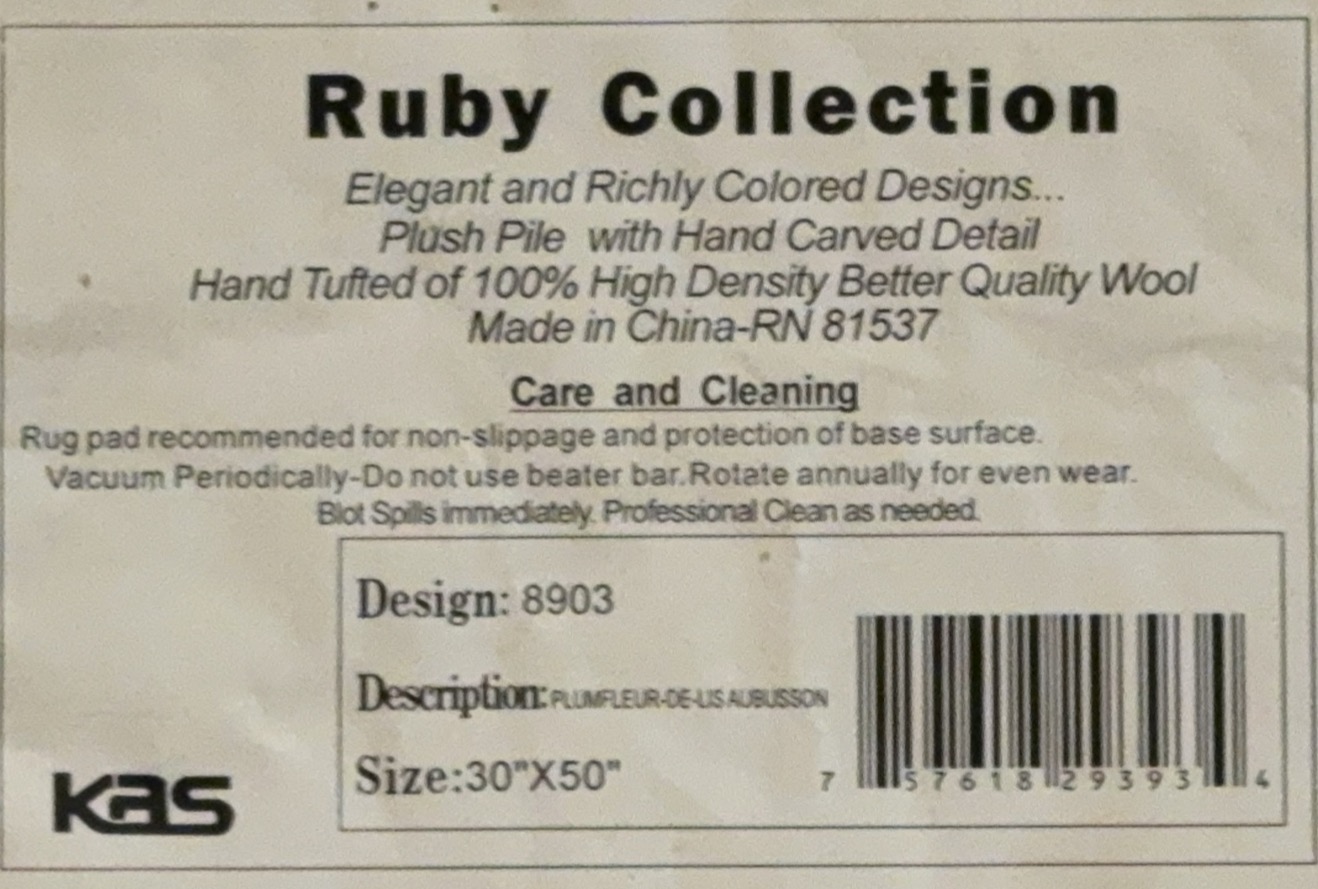 Ruby Collection
Elegant and Richly Colored Designs...
Plush Pile with Hand Carved Detail
Hand Tufted of 100% High Density Better Quality Wool
Made in China-RN 81537
Care and Cleaning
Rug pad recommended for non-slippage and protection of base surface.
Vacuum Periodically-Do not use beater bar.Rotate annually for even wear.
Blot Spills immediately. Professional Clean as needed.
Design: 8903
Description: PLUMFLEUR-DE-LIS AUBUSSON
Size:30"X50"
7 57618 29393 4
kas